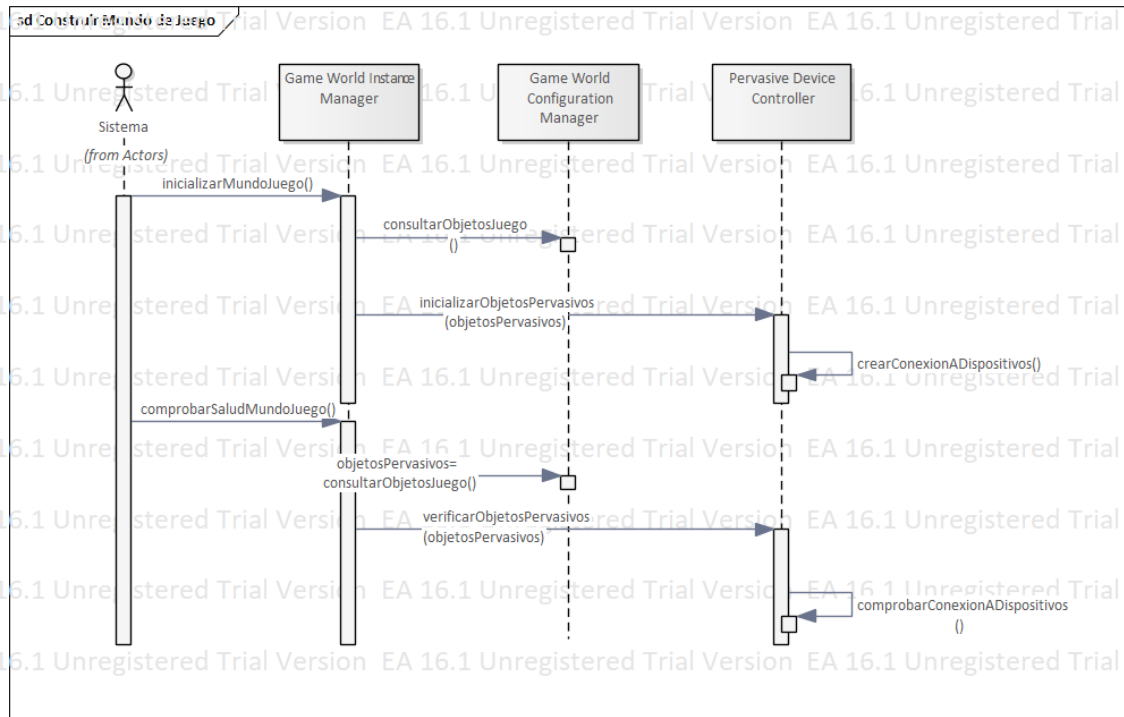 sd Construir Mundo de Juego
Game World Instance
Manager
Game World
Configuration
Manager
Pervasive Device
Controller
Sistema
(from Actors)
inicializarMundoJuego()
consultarObjetosJuego
()
inicializarObjetosPervasivos
(objetosPervasivos)
crearConexionADispositivos()
comprobarSaludMundoJuego()
objetosPervasivos=
consultarObjetosJuego()
verificarObjetosPervasivos
(objetosPervasivos)
comprobarConexionADispositivos
()
EA 16.1 Unregistered Trial Version